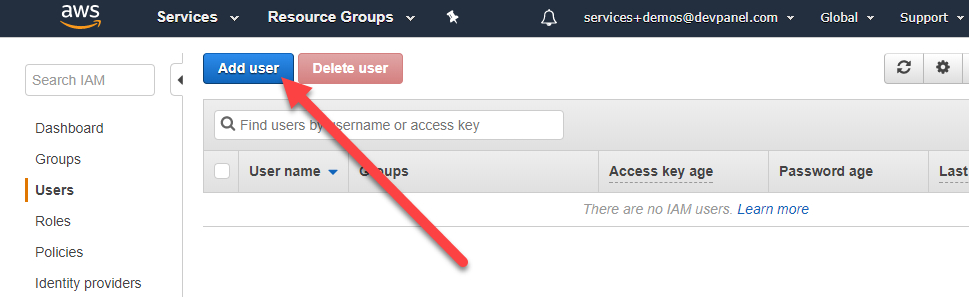 aws Services Resource Groups services+demos@devpanel.com Global Support
Search IAM
Add user Delete user
Find users by username or access key
Dashboard
Groups
Users
Roles
Policies
Identity providers
User name Groups Access key age Password age Last
There are no IAM users. Learn more